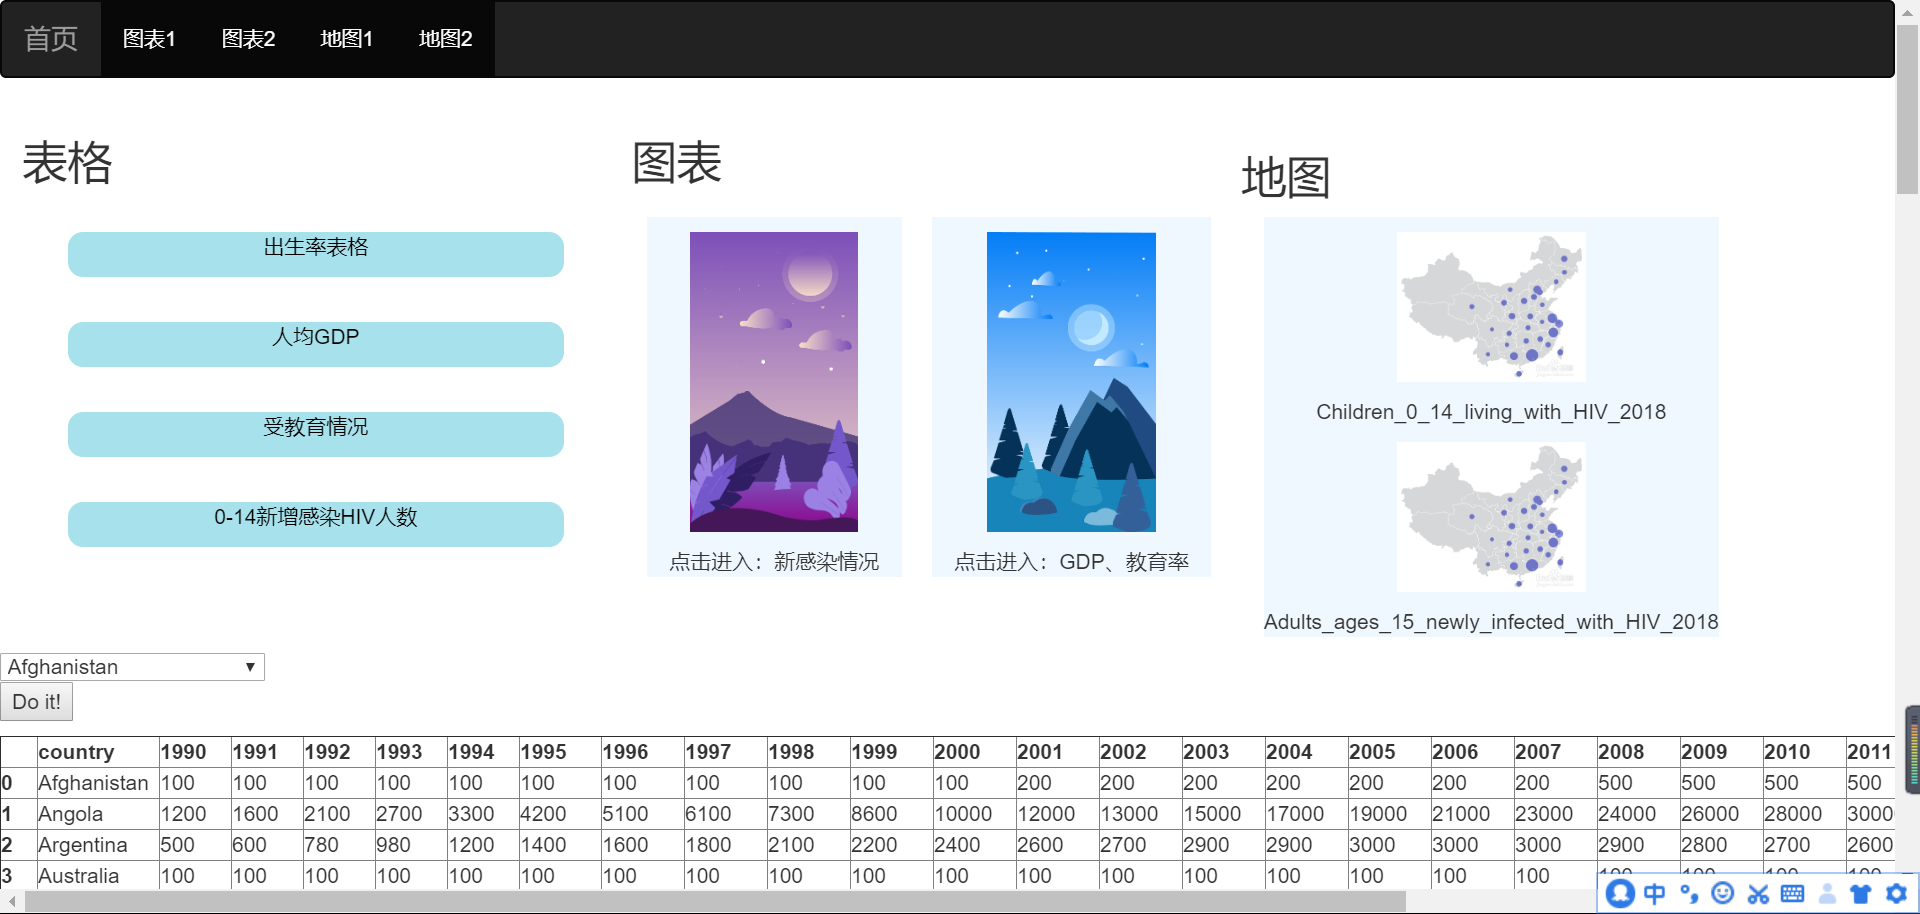 首页 图表1 图表2 地图1 地图2
表格
出生率表格
人均GDP
受教育情况
0-14新增感染HIV人数
图表
点击进入：新感染情况
点击进入：GDP、教育率
地图
Children_0_14_living_with_HIV_2018
Adults_ages_15_newly_infected_with_HIV_2018
Afghanistan
Do it!
country 1990 1991 1992 1993 1994 1995 1996 1997 1998 1999 2000 2001 2002 2003 2004 2005 2006 2007 2008 2009 2010 2011
0 Afghanistan 100 100 100 100 100 100 100 100 100 100 100 200 200 200 200 200 200 200 500 500 500 500
1 Angola 1200 1600 2100 2700 3300 4200 5100 6100 7300 8600 10000 12000 13000 15000 17000 19000 21000 23000 24000 26000 28000 3000
2 Argentina 500 600 780 980 1200 1400 1600 1800 2100 2200 2400 2600 2700 2900 2900 3000 3000 3000 2900 2800 2700 2600
3 Australia 100 100 100 100 100 100 100 100 100 100 100 100 100 100 100 100 100 100
中